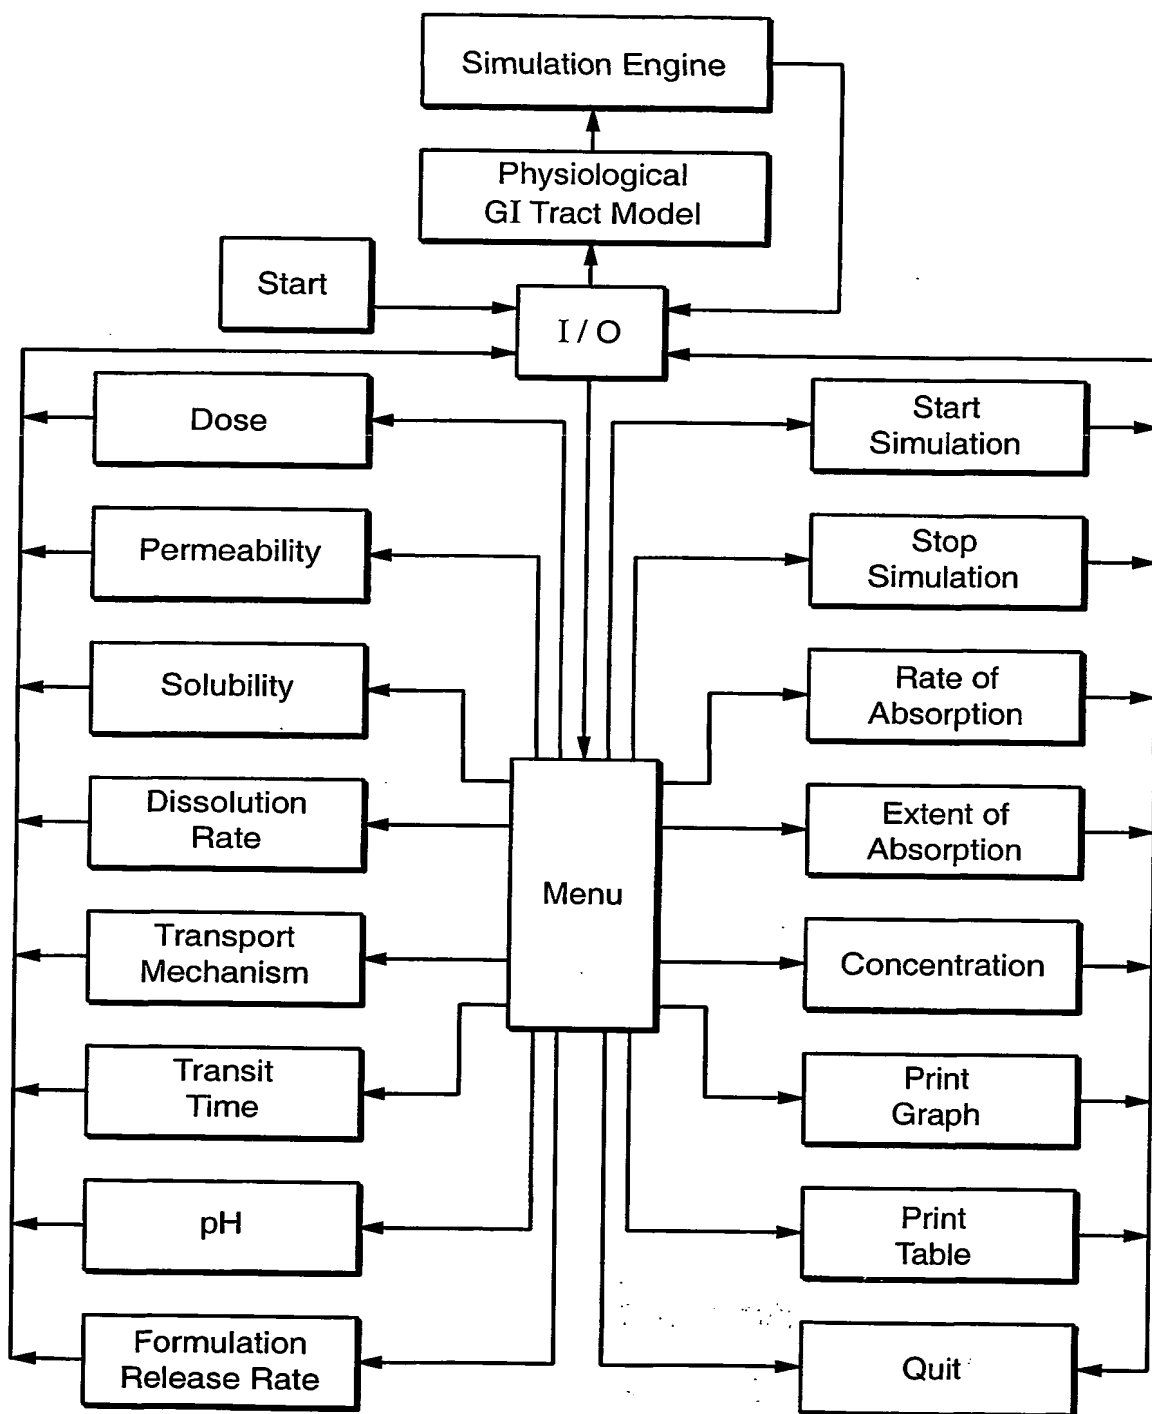 Simulation Engine
Physiological
GI Tract Model
Start
I / O
Dose
Permeability
Solubility
Dissolution
Rate
Transport
Mechanism
Transit
Time
pH
Formulation
Release Rate
Menu
Start
Simulation
Stop
Simulation
Rate of
Absorption
Extent of
Absorption
Concentration
Print
Graph
Print
Table
Quit